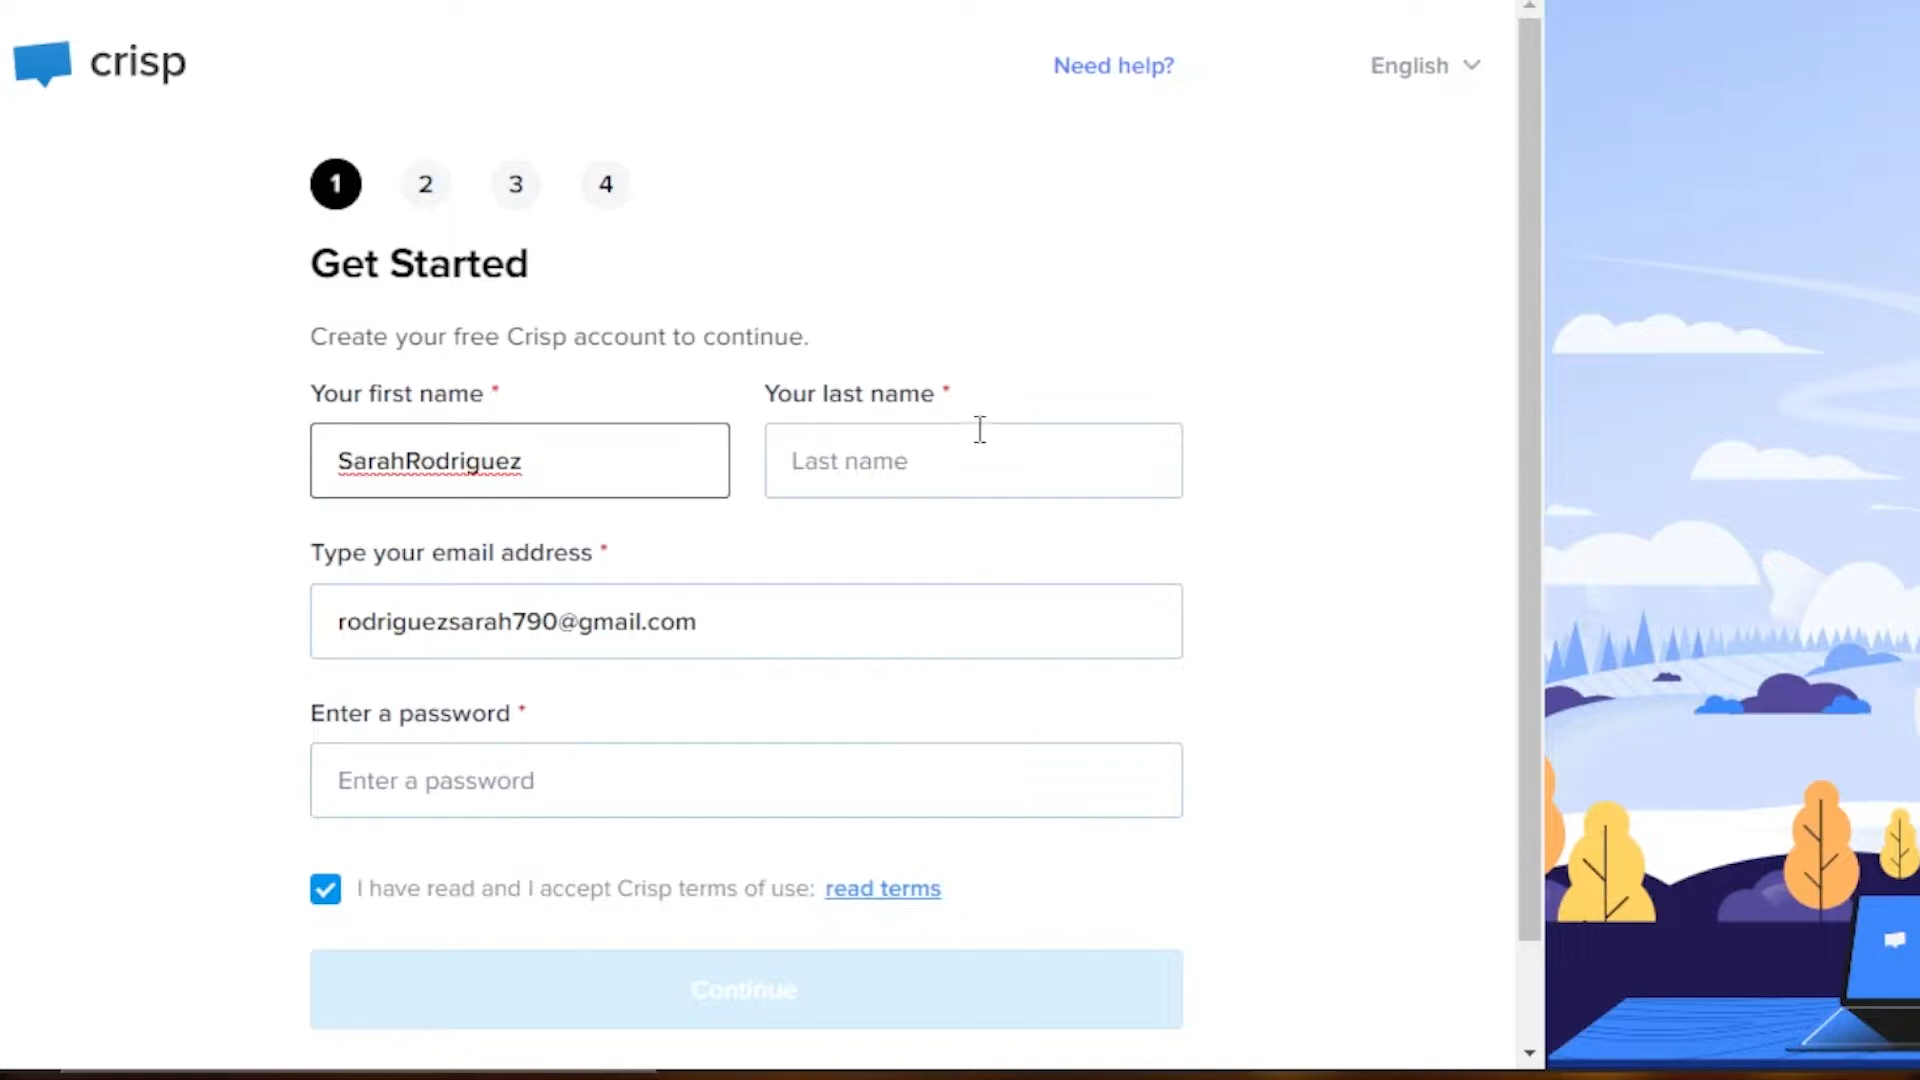 crisp
Need help?
English
1 2 3 4
Get Started
Create your free Crisp account to continue.
Your first name * Your last name *
SarahRodriguez Last name
Type your email address *
rodriguezsarah790@gmail.com
Enter a password *
Enter a password
I have read and I accept Crisp terms of use: read terms
Continue